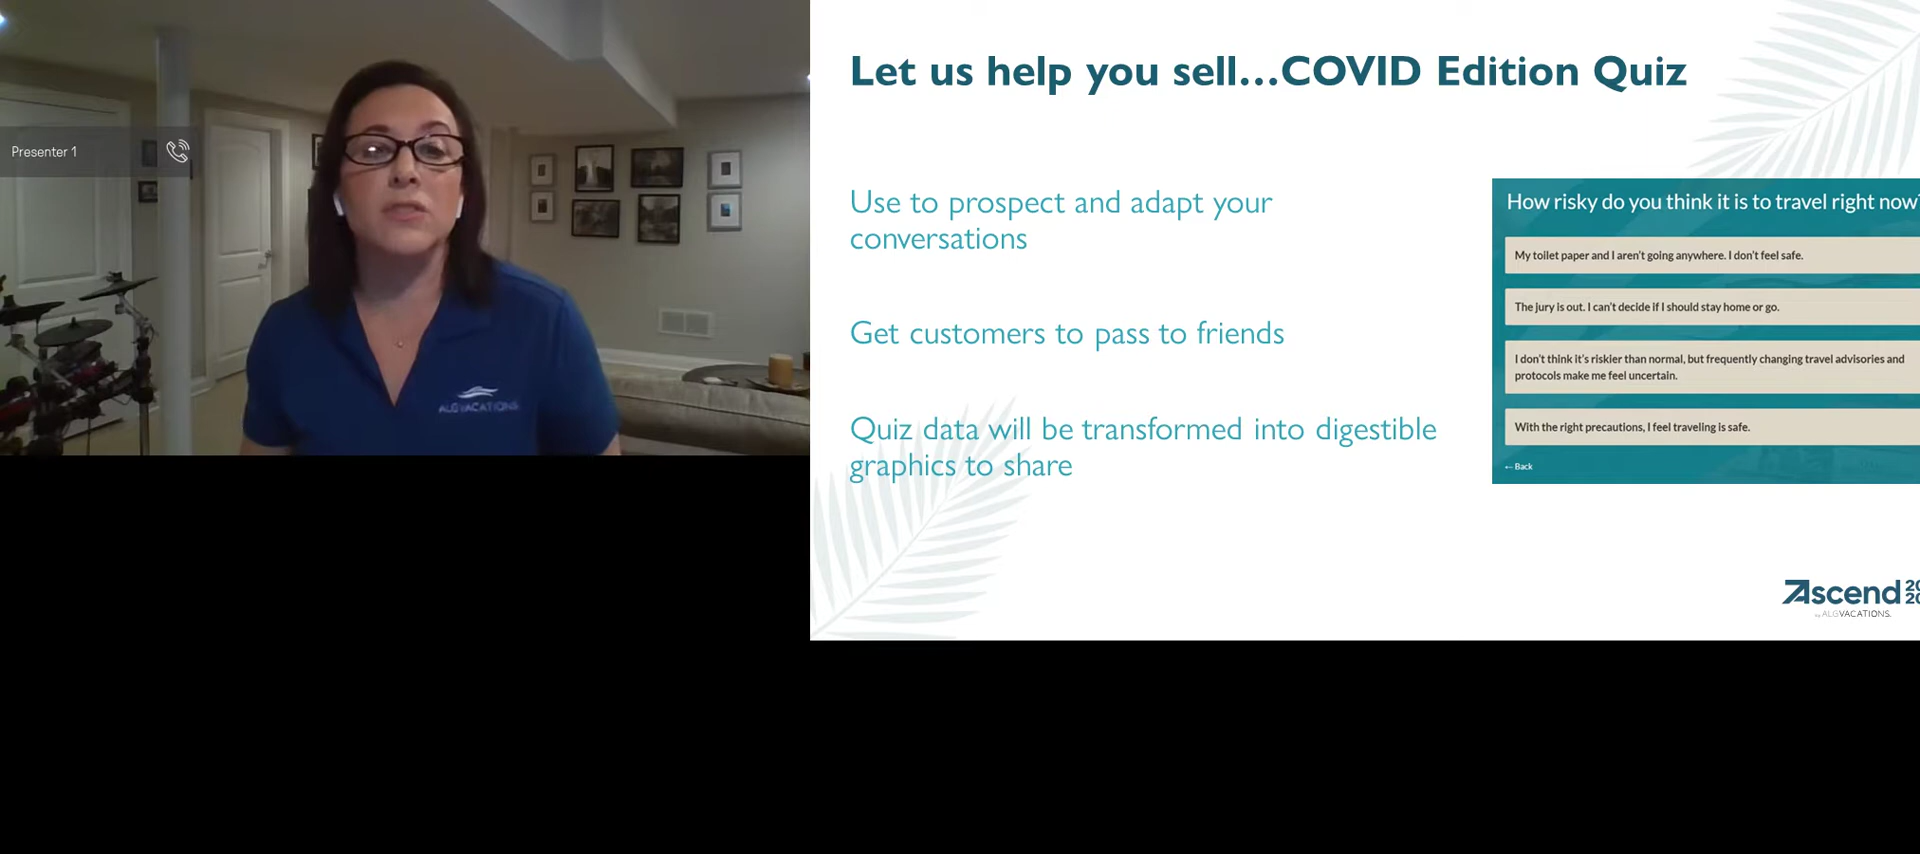 Presenter 1
ALGVACATIONS
Let us help you sell...COVID Edition Quiz
Use to prospect and adapt your
conversations
Get customers to pass to friends
Quiz data will be transformed into digestible
graphics to share
How risky do you think it is to travel right now?
My toilet paper and I aren't going anywhere. I don't feel safe.
The jury is out. I can't decide if I should stay home or go.
I don't think it's riskier than normal, but frequently changing travel advisories and
protocols make me feel uncertain.
With the right precautions, I feel traveling is safe.
← Back
Ascend
ALGVACATIONS.